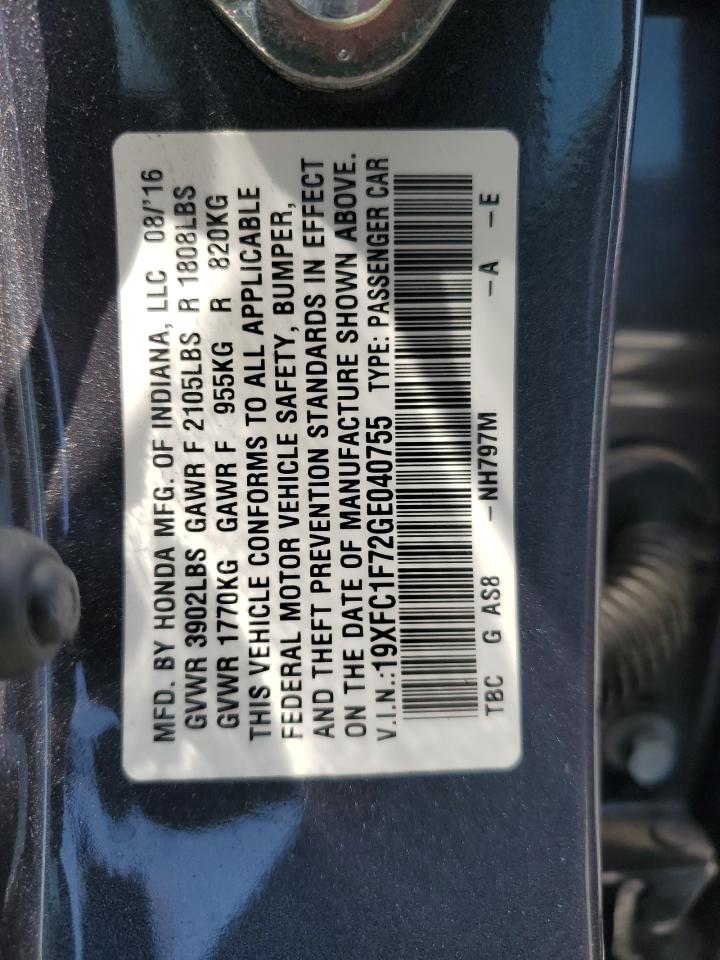 MFD. BY HONDA MFG. OF INDIANA, LLC 08/'16
GVWR 3902LBS GAWR F 2105LBS R 1808LBS
GVWR 1770KG GAWR F 955KG R 820KG
THIS VEHICLE CONFORMS TO ALL APPLICABLE
FEDERAL MOTOR VEHICLE SAFETY, BUMPER,
AND THEFT PREVENTION STANDARDS IN EFFECT
ON THE DATE OF MANUFACTURE SHOWN ABOVE.
V.I.N.:19XFC1F72GE040755 TYPE: PASSENGER CAR
TBC G AS8 -NH797M -A -E